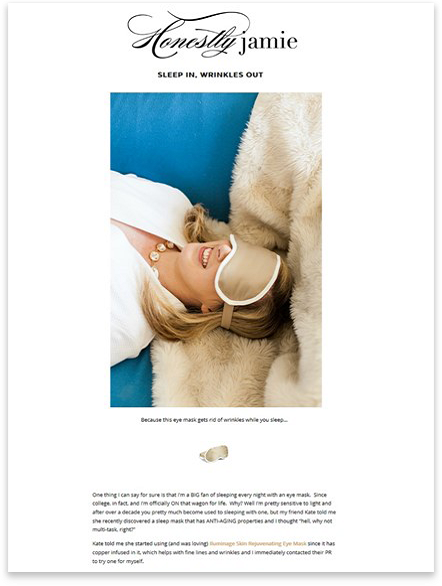 Honestly jamie
SLEEP IN, WRINKLES OUT
Because this eye mask gets rid of wrinkles while you sleep...
One thing I can say for sure is that I'm a BIG fan of sleeping every night with an eye mask. Since
college, in fact, and I'm officially ON that wagon for life. Why? Well I'm pretty sensitive to light and
after over a decade you pretty much become used to sleeping with one, but my friend Kate told me
she recently discovered a sleep mask that has ANTI-AGING properties and I thought "hell, why not
multi-task, right?"
Kate told me she started using (and was loving) Iluminage Skin Rejuvenating Eye Mask since it has
copper infused in it, which helps with fine lines and wrinkles and I immediately contacted their PR
to try one for myself.